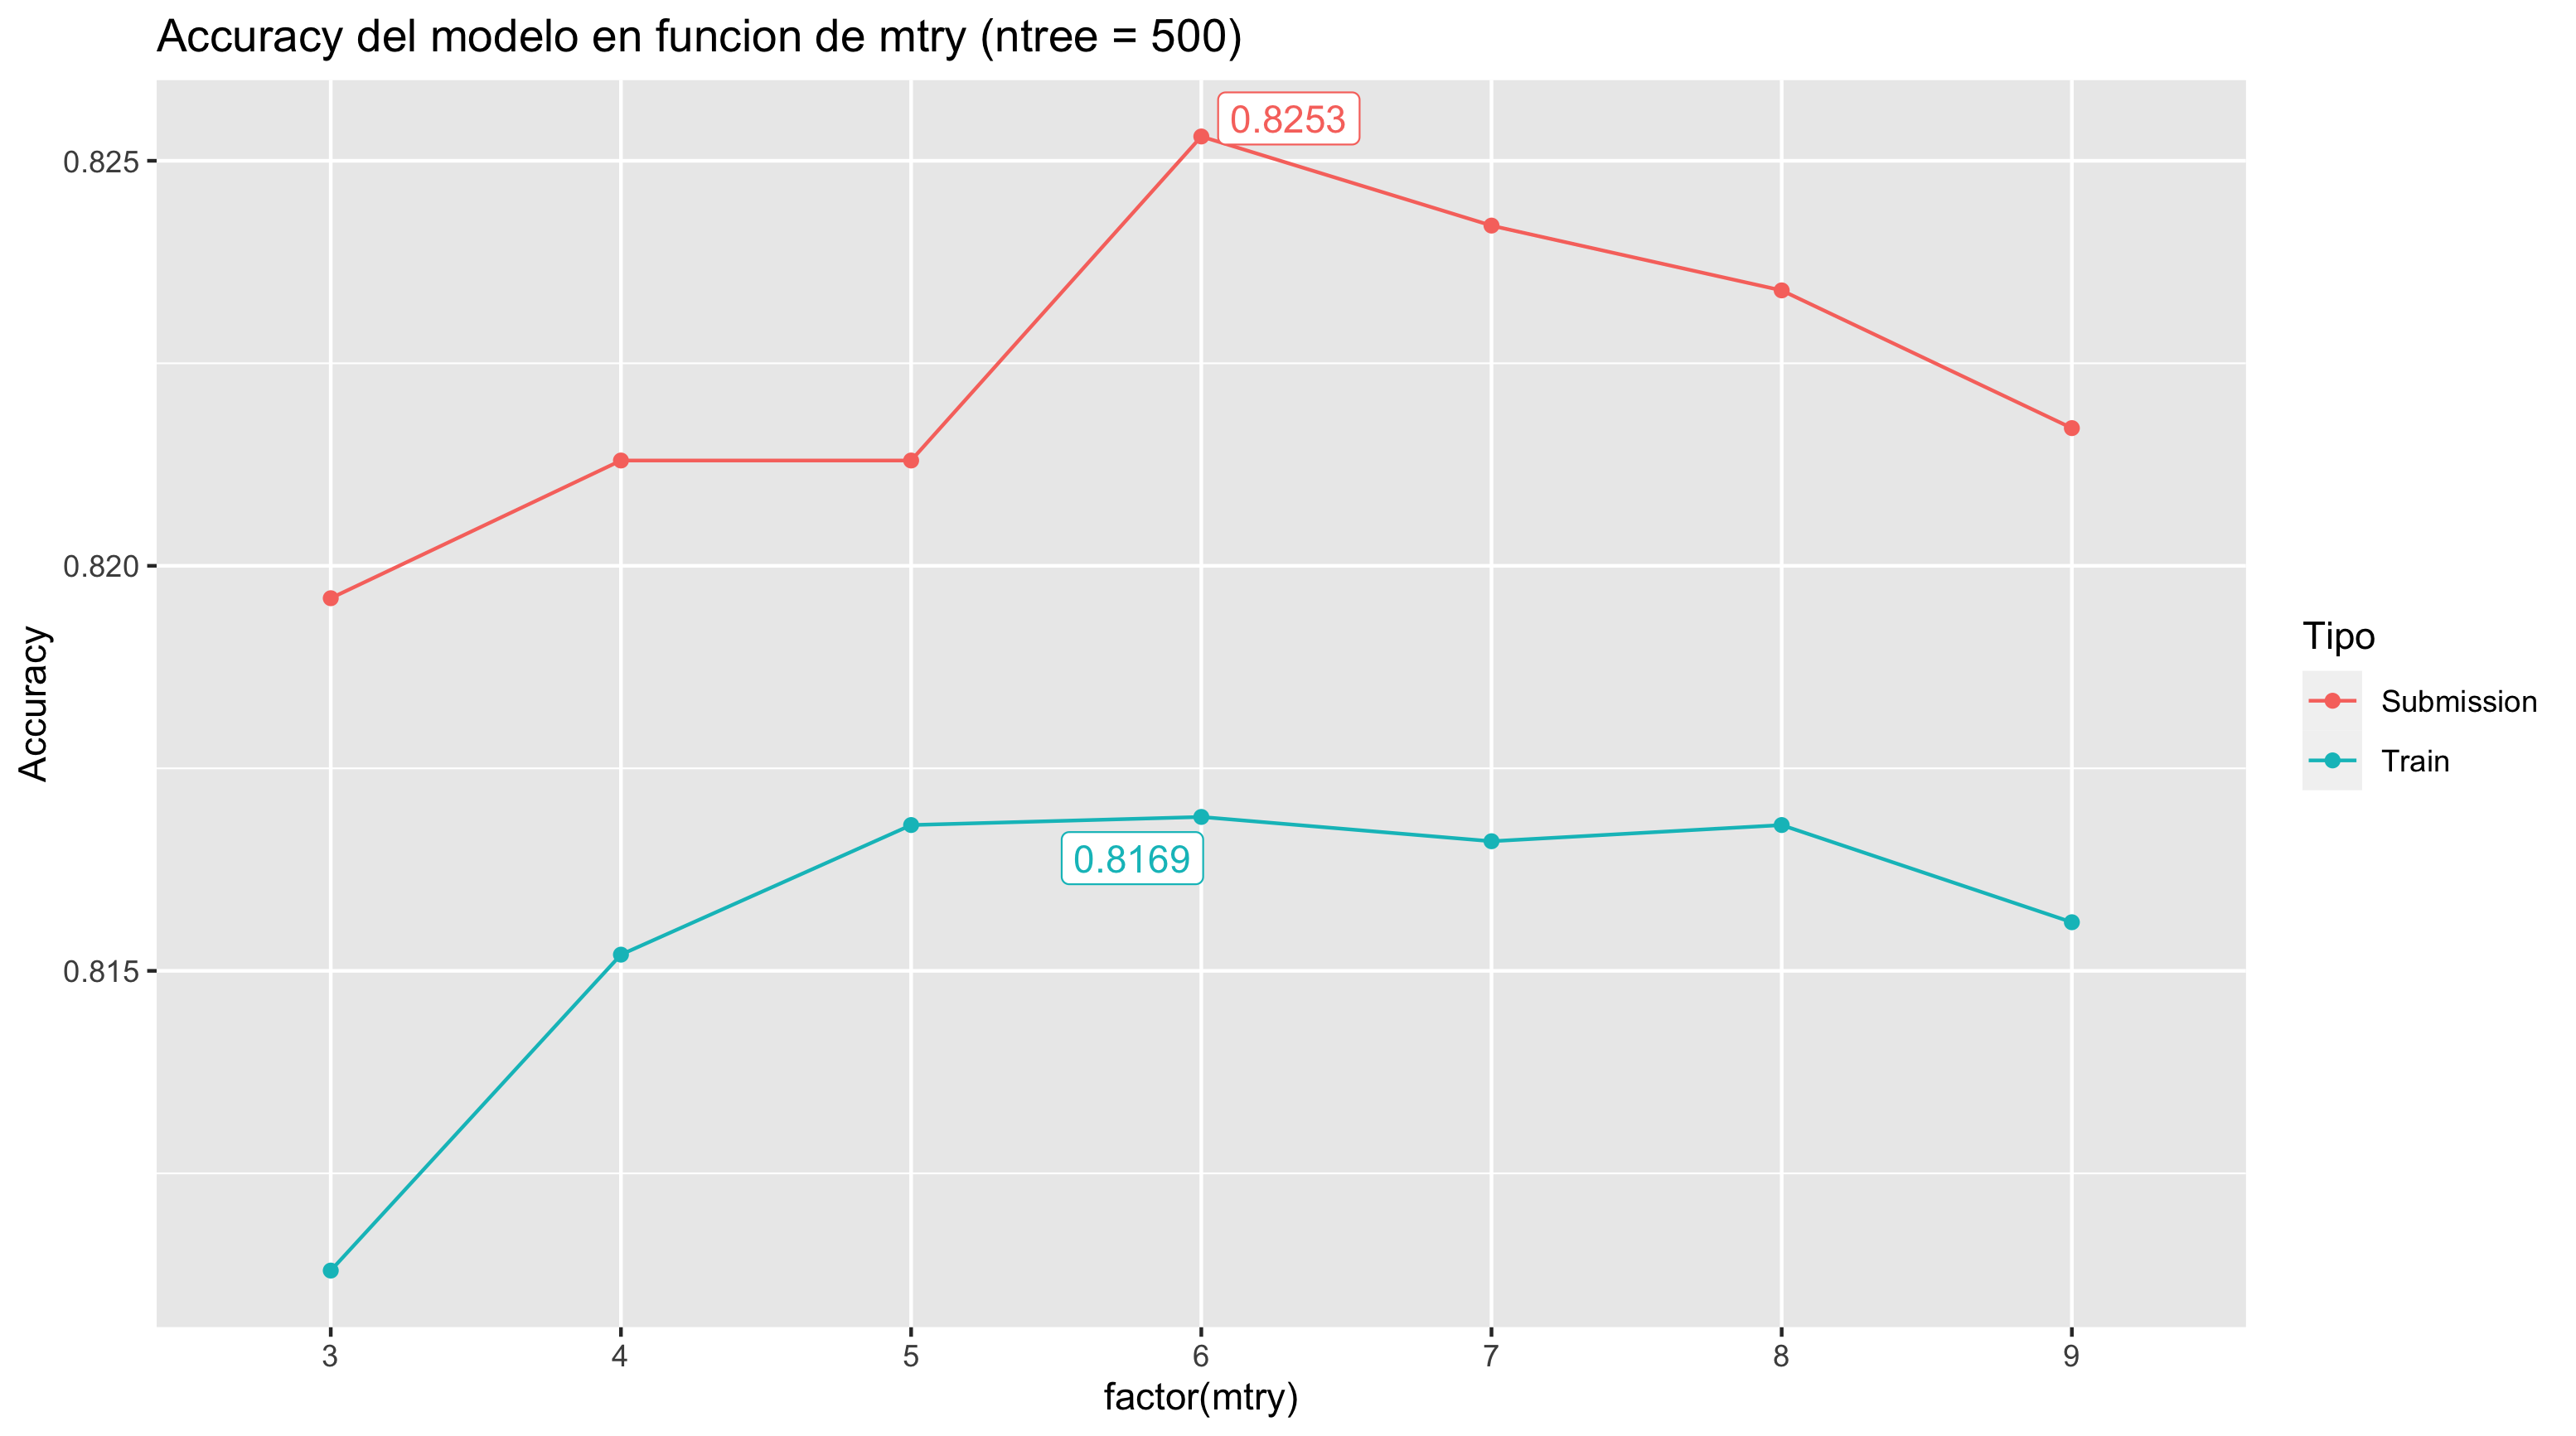 Accuracy del modelo en funcion de mtry (ntree = 500)
0.8253
0.825
0.820
0.815
Accuracy
0.8169
Tipo
Submission
Train
3 4 5 6 7 8 9
factor(mtry)